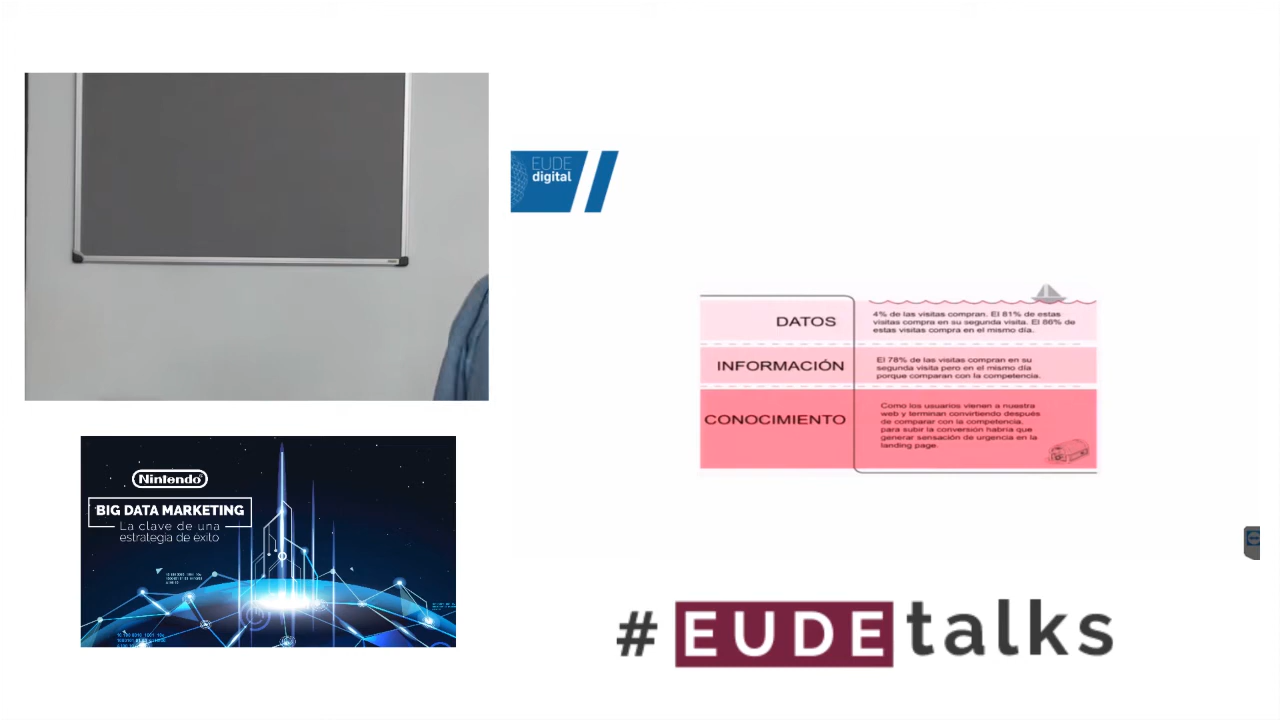 EUDE
digital
DATOS
4% de las visitas compran. El 81% de estas
visitas compra en su segunda visita. El 86% de
estas visitas compra en el mismo día.
INFORMACIÓN
El 78% de las visitas compran en su
segunda visita pero en el mismo día
porque comparan con la competencia.
CONOCIMIENTO
Como los usuarios vienen a nuestra
web y terminan convirtiendo después
de comparar con la competencia,
para subir la conversión habría que
generar sensación de urgencia en la
landing page.
Nintendo
BIG DATA MARKETING
La clave de una
estrategia de éxito
# EUDE talks